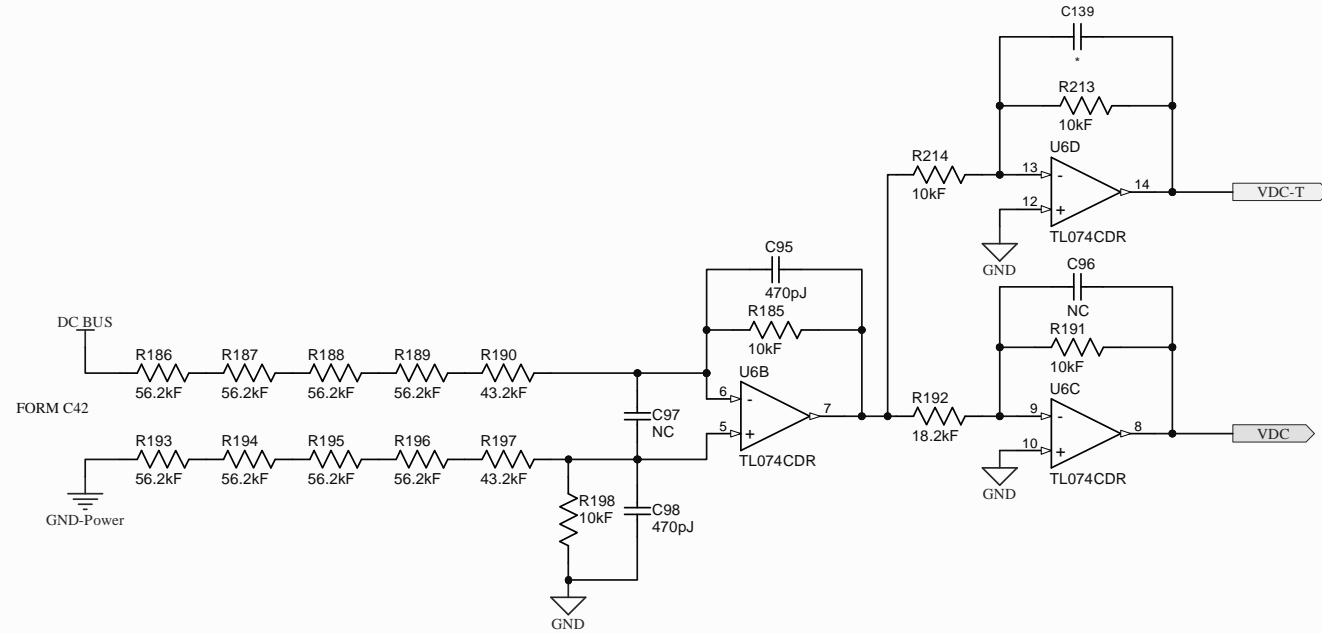 C139
*
R213
10kF
U6D
R214
13
-
14
VDC-T
10kF
12
+
TL074CDR
GND
C95
470pJ
C96
NC
R185
10kF
R191
10kF
DC BUS
R186
R187
R188
R189
R190
56.2kF
56.2kF
56.2kF
56.2kF
43.2kF
U6B
6
-
7
5
+
TL074CDR
C97
NC
FORM C42
U6C
R192
9
-
8
VDC
18.2kF
10
+
TL074CDR
GND
R193
R194
R195
R196
R197
56.2kF
56.2kF
56.2kF
56.2kF
43.2kF
GND-Power
R198
10kF
C98
470pJ
GND